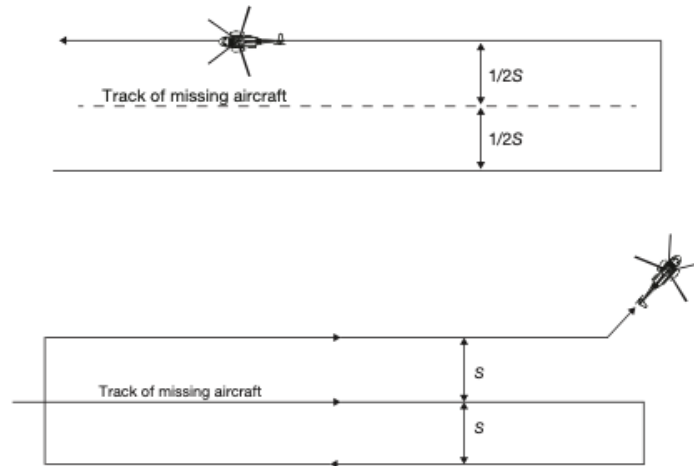 1/2S
Track of missing aircraft
1/2S
S
Track of missing aircraft
S